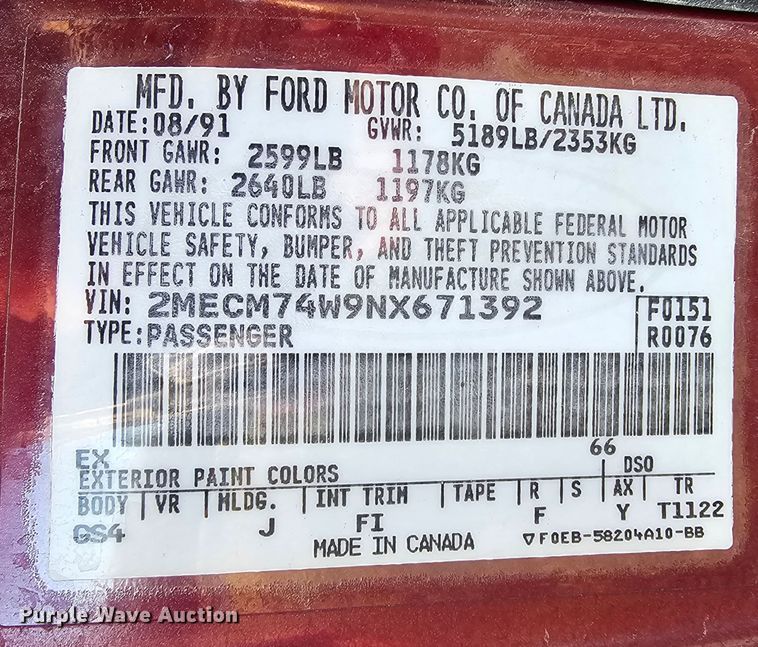 MFD. BY FORD MOTOR CO. OF CANADA LTD.
DATE: 08/91 GVWR: 5189LB/2353KG
FRONT GAWR: 2599LB 1178KG
REAR GAWR: 2640LB 1197KG
THIS VEHICLE CONFORMS TO ALL APPLICABLE FEDERAL MOTOR
VEHICLE SAFETY, BUMPER, AND THEFT PREVENTION STANDARDS
IN EFFECT ON THE DATE OF MANUFACTURE SHOWN ABOVE.
VIN: 2MECM74W9NX671392 F0151
TYPE: PASSENGER R0076
EX 66
EXTERIOR PAINT COLORS DSO
BODY VR MLDG. INT TRIM TAPE R S AX TR
GS4 J FI F Y T1122
MADE IN CANADA ▽F0EB-58204A10-BB
Purple Wave Auction